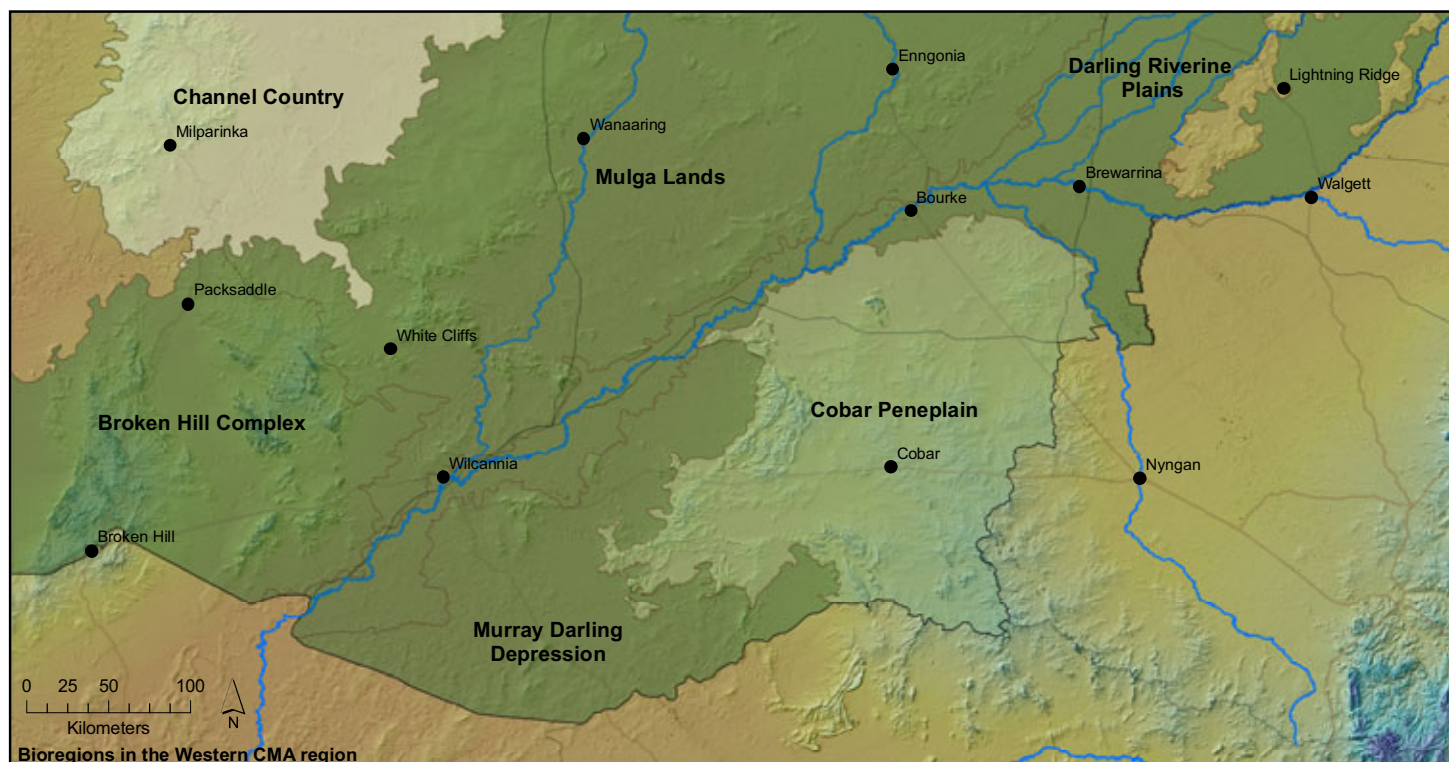 Enngonia
Darling Riverine
Plains
Lightning Ridge
Channel Country
Milparinka
Wanaaring
Mulga Lands
Brewarrina
Bourke
Walgett
Packsaddle
White Cliffs
Broken Hill Complex
Cobar Peneplain
Wilcannia
Cobar
Nyngan
Broken Hill
Murray Darling
Depression
0 25 50 100
Kilometers
N
Bioregions in the Western CMA region